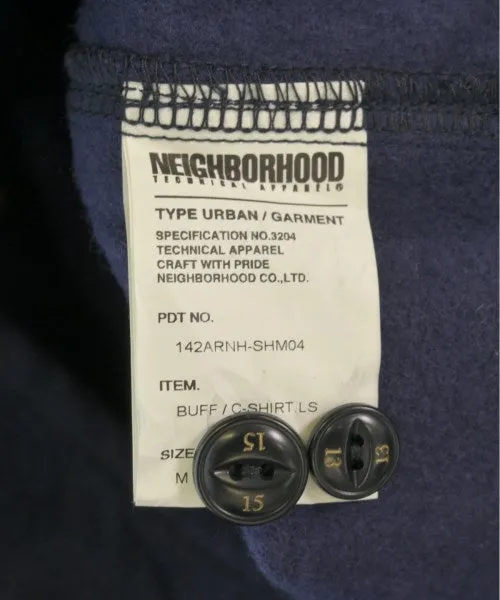 NEIGHBORHOOD
TECHNICAL APPAREL®
TYPE URBAN / GARMENT
SPECIFICATION NO.3204
TECHNICAL APPAREL
CRAFT WITH PRIDE
NEIGHBORHOOD CO.,LTD.
PDT NO.
142ARNH-SHM04
ITEM.
BUFF / C-SHIRT.LS
SIZE
M
15
15
13
13